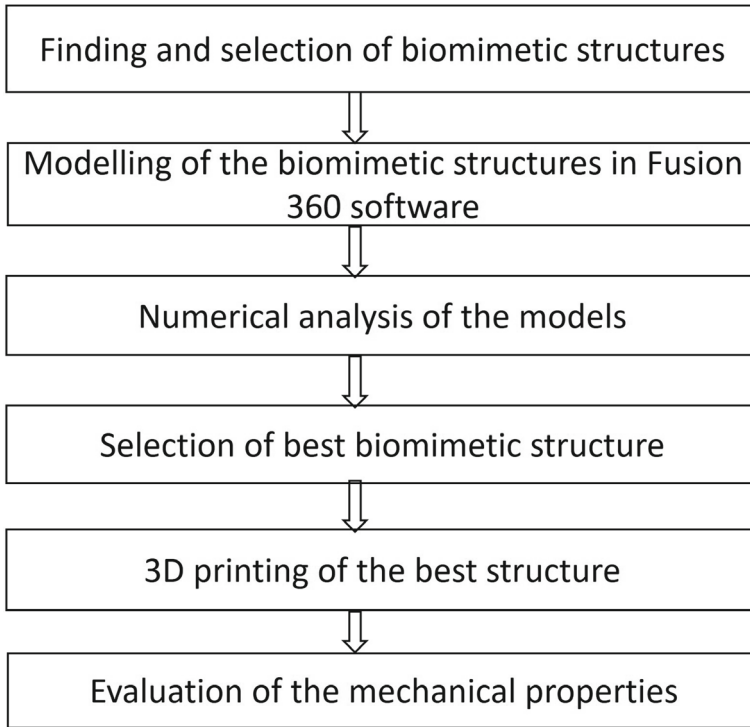 Finding and selection of biomimetic structures
Modelling of the biomimetic structures in Fusion
360 software
Numerical analysis of the models
Selection of best biomimetic structure
3D printing of the best structure
Evaluation of the mechanical properties